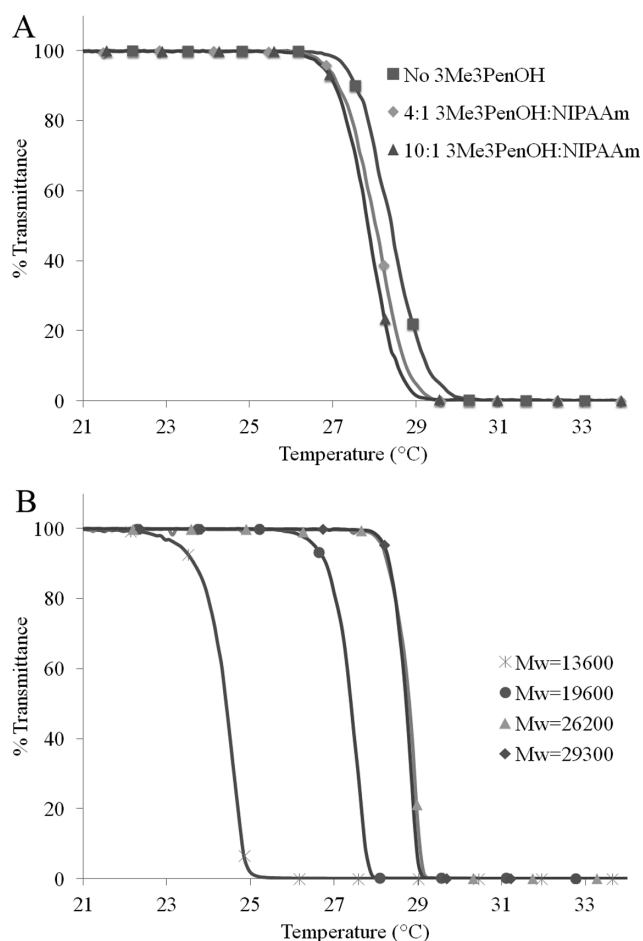 A
100
80
60
40
20
0
% Transmittance
No 3Me3PenOH
4:1 3Me3PenOH:NIPAAm
10:1 3Me3PenOH:NIPAAm
21 23 25 27 29 31 33
Temperature (°C)
B
100
80
60
40
20
0
% Transmittance
Mw=13600
Mw=19600
Mw=26200
Mw=29300
21 23 25 27 29 31 33
Temperature (°C)